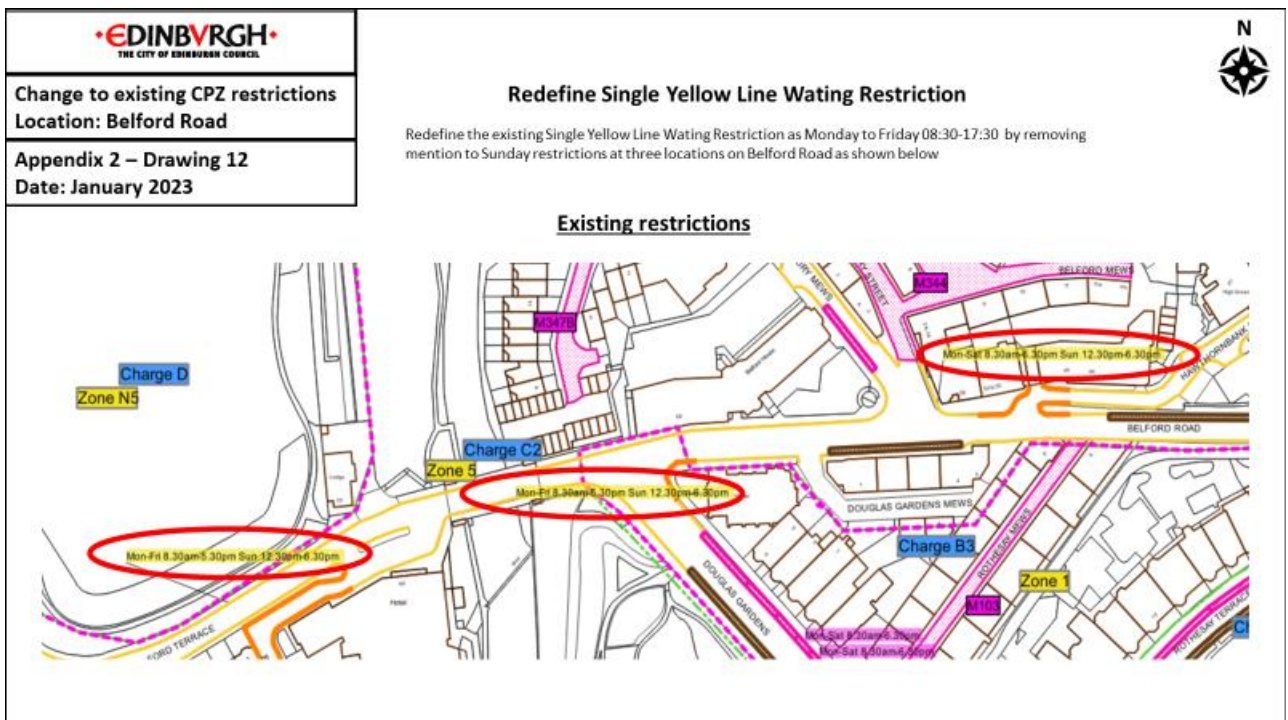 EDINBVRGH
THE CITY OF EDINBURGH COUNCIL
N
Change to existing CPZ restrictions
Location: Belford Road
Appendix 2 – Drawing 12
Date: January 2023
Redefine Single Yellow Line Wating Restriction
Redefine the existing Single Yellow Line Wating Restriction as Monday to Friday 08:30-17:30 by removing
mention to Sunday restrictions at three locations on Belford Road as shown below
Existing restrictions
BELFORD MEWS
M344
M347B
Mon-Sat 8.30am-6.30pm Sun 12.30pm-6.30pm
Charge D
Zone N5
Belford House
BELFORD ROAD
Charge C2
Zone 5
Lodge
Mon-Fri 8.30am-5.30pm Sun 12.30pm-6.30pm
DOUGLAS GARDENS MEWS
Charge B3
Mon-Fri 8.30am-5.30pm Sun 12.30pm-6.30pm
ROTHESAY MEWS
Zone 1
DOUGLAS GARDENS
Hotel
M103
ROTHESAY TERRACE
Mon-Sat 8.30am-6.30pm
Mon-Sat 8.30am-6.30pm